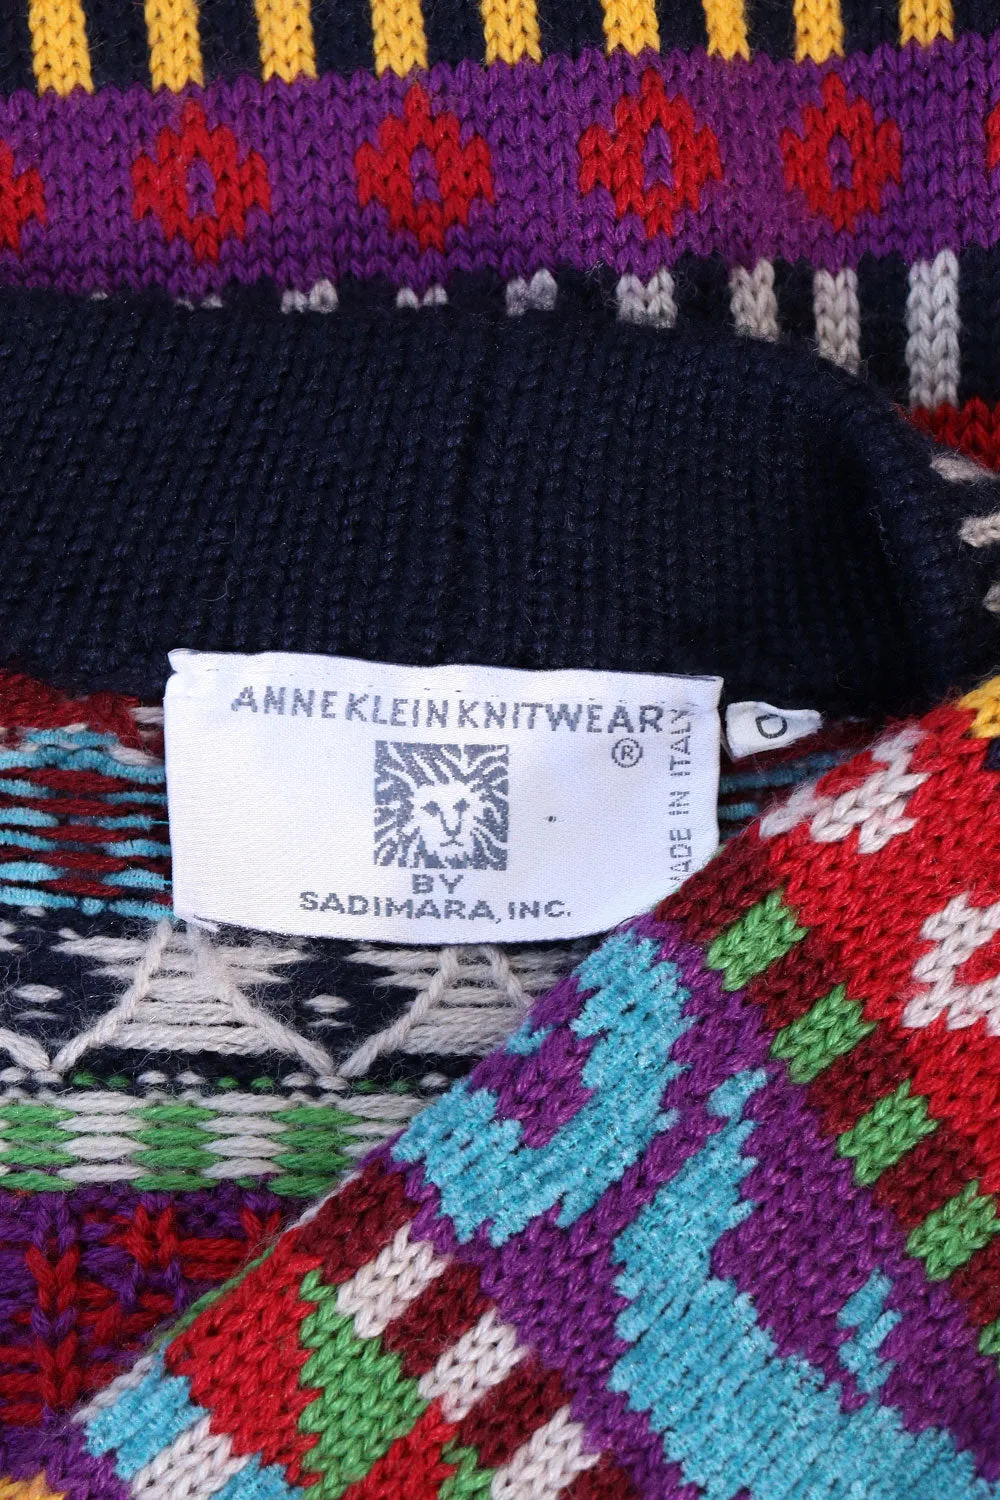 ANNE KLEIN KNITWEAR
®
MADE IN ITALY
BY
SADIMARA, INC.
O